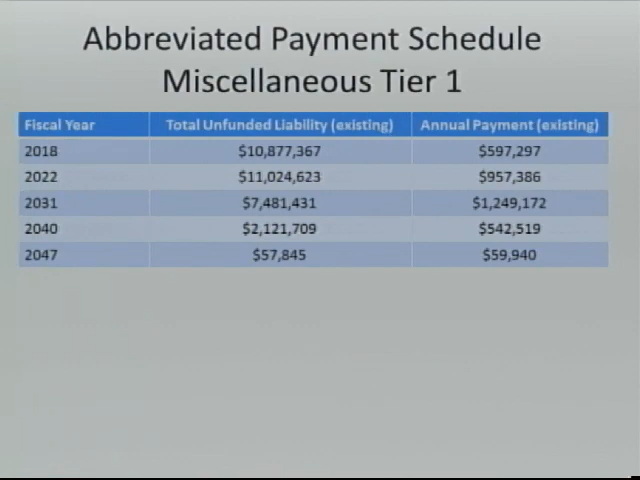 Abbreviated Payment Schedule
Miscellaneous Tier 1
Fiscal Year Total Unfunded Liability (existing) Annual Payment (existing)
2018 $10,877,367 $597,297
2022 $11,024,623 $957,386
2031 $7,481,431 $1,249,172
2040 $2,121,709 $542,519
2047 $57,845 $59,940